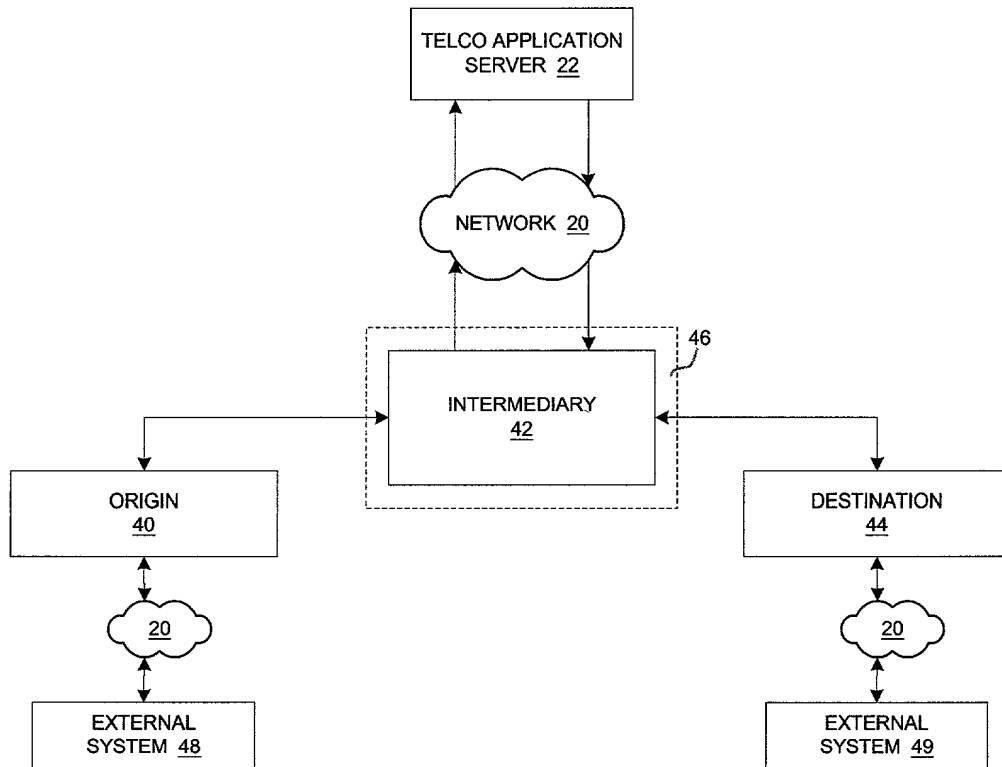 TELCO APPLICATION
SERVER 22
NETWORK 20
46
INTERMEDIARY
42
ORIGIN
40
DESTINATION
44
20
20
EXTERNAL
SYSTEM 48
EXTERNAL
SYSTEM 49